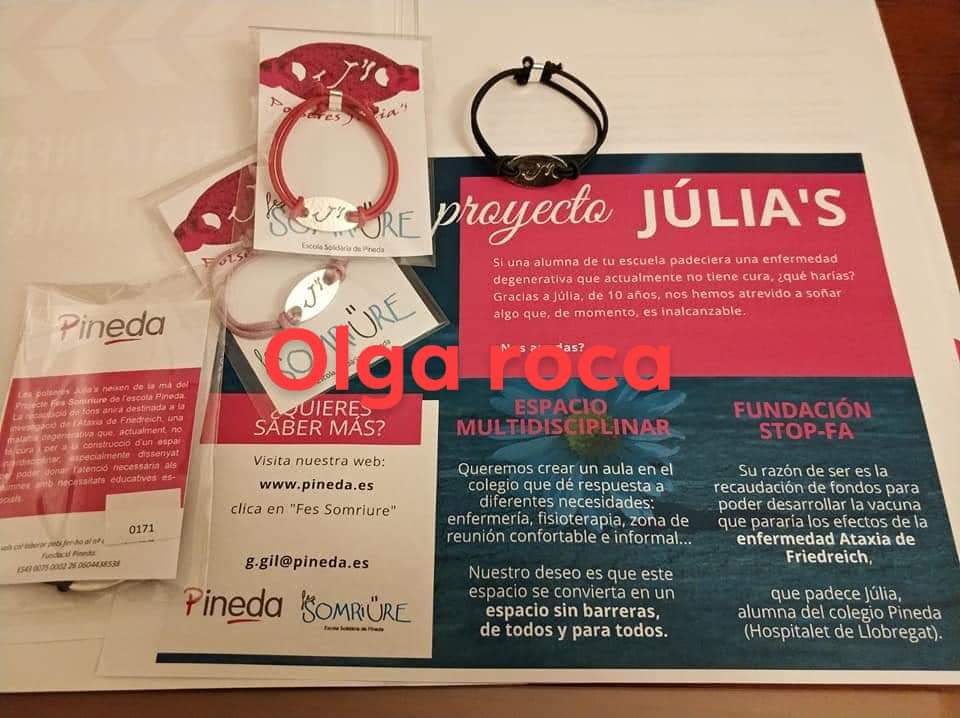 J's
Polseres Júlia's
J's
fes
SOMRIÜRE
Escola Solidària de Pineda
proyecto JÚLIA'S
Si una alumna de tu escuela padeciera una enfermedad
degenerativa que actualmente no tiene cura, ¿qué harías?
Gracias a Júlia, de 10 años, nos hemos atrevido a soñar
algo que, de momento, es inalcanzable.
Nos ayudas?
J's
SOMRIÜRE
Olga roca
Pineda
Les polseres Júlia's neixen de la mà del
Projecte Fes Somriure de l'escola Pineda.
La recaptació de fons anirà destinada a la
investigació de l'Ataxia de Friedreich, una
malaltia degenerativa que, actualment, no
té cura i per a la construcció d'un espai
especialment dissenyat
poder donar l'atenció necessària als
alumnes amb necessitats educatives es-
pecials.
0171
Fundació Pineda.
¿QUIERES
SABER MÁS?
Visita nuestra web:
www.pineda.es
clica en "Fes Somriure"
g.gil@pineda.es
Pineda
fes SOMRIÜRE
Escola Solidària de Pineda
ESPACIO
MULTIDISCIPLINAR
Queremos crear un aula en el
colegio que dé respuesta a
diferentes necesidades:
enfermería, fisioterapia, zona de
reunión confortable e informal...
Nuestro deseo es que este
espacio se convierta en un
espacio sin barreras,
de todos y para todos.
FUNDACIÓN
STOP-FA
Su razón de ser es la
recaudación de fondos para
poder desarrollar la vacuna
que pararía los efectos de la
enfermedad Ataxia de
Friedreich,
que padece Júlia,
alumna del colegio Pineda
(Hospitalet de Llobregat).